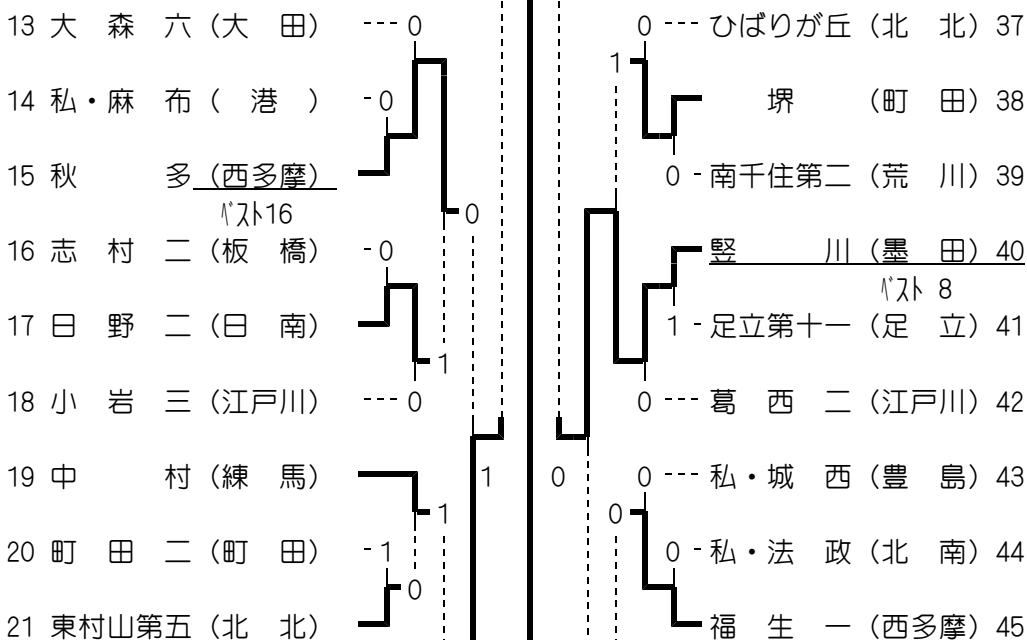 13 大　森　六（大　田） 0
14 私・麻　布（　港　） 0
15 秋　　　多（西多摩）
ベスト16
0
16 志　村　二（板　橋） 0
17 日　野　二（日　南）
1
18 小　岩　三（江戸川） 0
1
19 中　　　村（練　馬）
1
20 町　田　二（町　田） 1
0
21 東村山第五（北　北）
0 ひばりが丘（北　北）37
1
堺　　（町　田）38
0 南千住第二（荒　川）39
竪　　　川（墨　田）40
ベスト 8
1 足立第十一（足　立）41
0 葛　西　二（江戸川）42
0
0 私・城　西（豊　島）43
0
0 私・法　政（北　南）44
福　生　一（西多摩）45